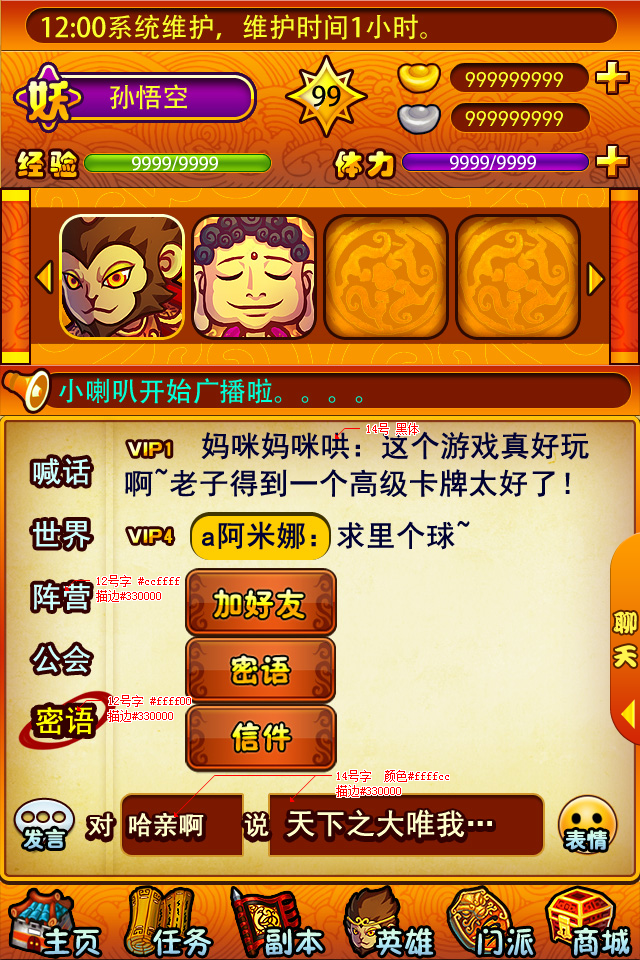 12:00系统维护，维护时间1小时。
妖 孙悟空 99 999999999
999999999
经验 9999/9999 体力 9999/9999
小喇叭开始广播啦。。。。
14号 黑体
喊话 VIP1 妈咪妈咪哄：这个游戏真好玩
啊~老子得到一个高级卡牌太好了！
世界 VIP4 a阿米娜：求里个球~
阵营 12号字 #ccffff
描边#330000
加好友
聊天
公会 密语
密语 12号字 #ffff00
描边#330000
信件
14号字 颜色#ffffcc
描边#330000
发言 对 哈亲啊 说 天下之大唯我… 表情
主页 任务 副本 英雄 门派 商城